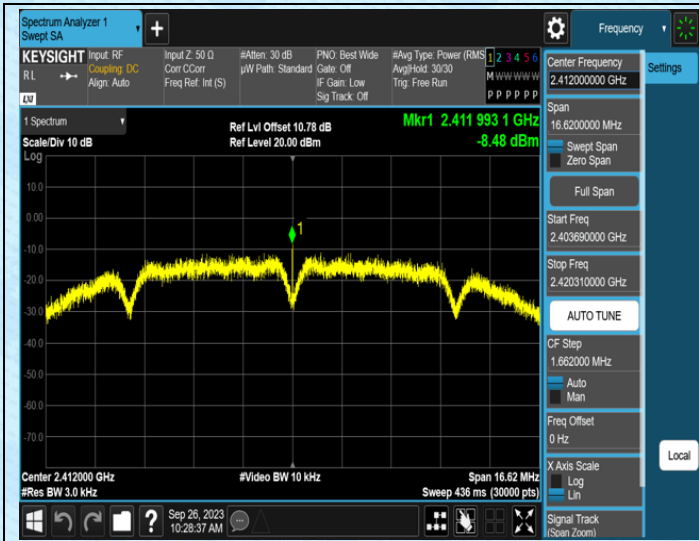 Spectrum Analyzer 1
Swept SA
Frequency
KEYSIGHT
RL
LXI
Input: RF
Coupling: DC
Align: Auto
Input Z: 50 Ω
Corr CCorr
Freq Ref: Int (S)
#Atten: 30 dB
µW Path: Standard
PNO: Best Wide
Gate: Off
IF Gain: Low
Sig Track: Off
#Avg Type: Power (RMS
Avg|Hold: 30/30
Trig: Free Run
1 2 3 4 5 6
M W W W W W
P P P P P P
1 Spectrum
Scale/Div 10 dB
Ref Lvl Offset 10.78 dB
Ref Level 20.00 dBm
Mkr1 2.411 993 1 GHz
-8.48 dBm
Log
10.0
0.00
-10.0
-20.0
-30.0
-40.0
-50.0
-60.0
-70.0
1
Center 2.412000 GHz
#Res BW 3.0 kHz
#Video BW 10 kHz
Span 16.62 MHz
Sweep 436 ms (30000 pts)
Center Frequency
2.412000000 GHz
Span
16.6200000 MHz
Swept Span
Zero Span
Full Span
Start Freq
2.403690000 GHz
Stop Freq
2.420310000 GHz
AUTO TUNE
CF Step
1.662000 MHz
Auto
Man
Freq Offset
0 Hz
X Axis Scale
Log
Lin
Signal Track
(Span Zoom)
Settings
Local
?
Sep 26, 2023
10:28:37 AM